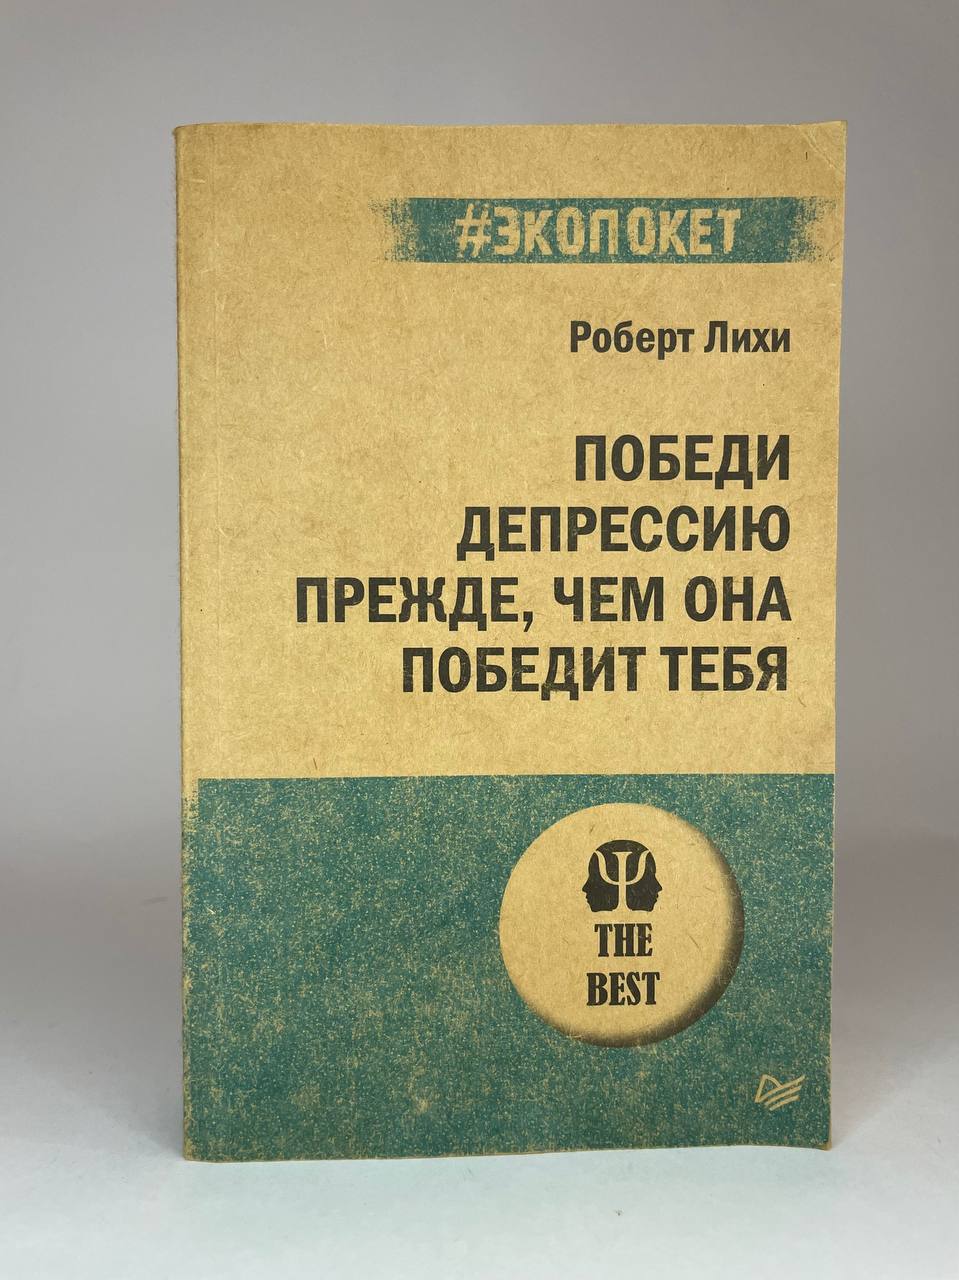 #ЭКОПОКЕТ
Роберт Лихи
ПОБЕДИ
ДЕПРЕССИЮ
ПРЕЖДЕ, ЧЕМ ОНА
ПОБЕДИТ ТЕБЯ
THE
BEST